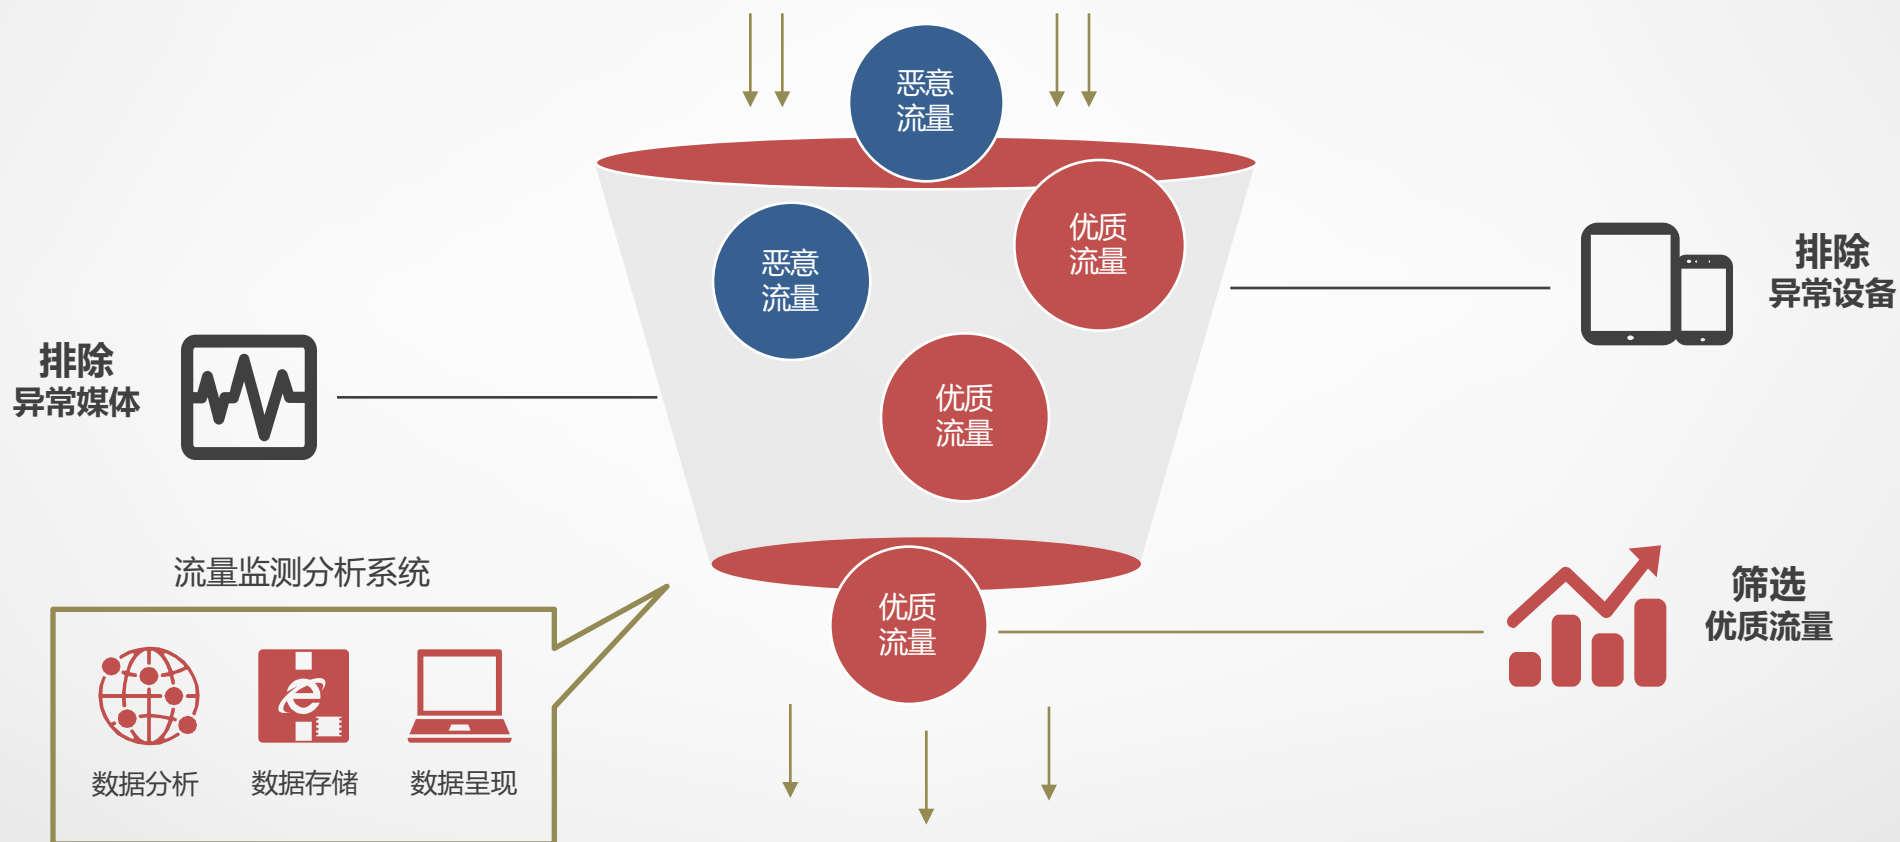 恶意
流量
优质
流量
恶意
流量
排除
异常设备
排除
异常媒体
优质
流量
流量监测分析系统
优质
流量
筛选
优质流量
数据分析
数据存储
数据呈现